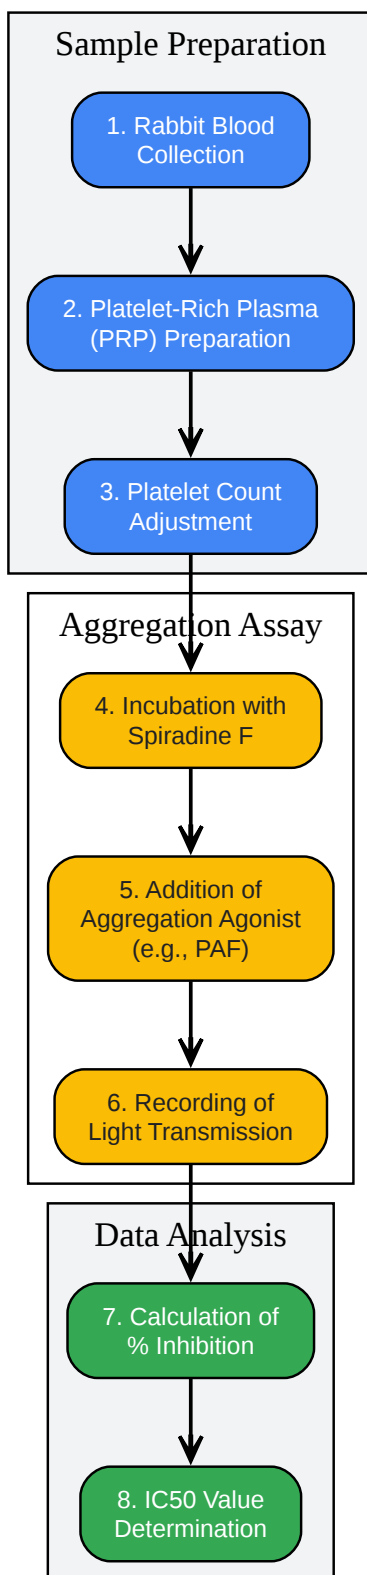 Sample Preparation
1. Rabbit Blood
Collection
2. Platelet-Rich Plasma
(PRP) Preparation
3. Platelet Count
Adjustment
Aggregation Assay
4. Incubation with
Spiradine F
5. Addition of
Aggregation Agonist
(e.g., PAF)
6. Recording of
Light Transmission
Data Analysis
7. Calculation of
% Inhibition
8. IC50 Value
Determination